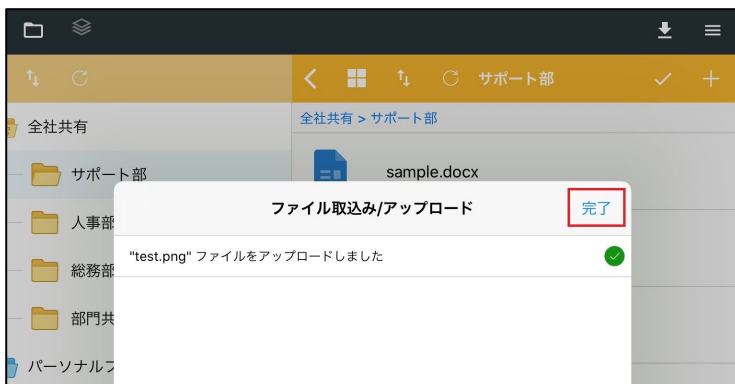 サポート部
全社共有
全社共有 > サポート部
サポート部
sample.docx
ファイル取込み/アップロード
完了
人事部
"test.png" ファイルをアップロードしました
総務部
部門共
パーソナルフ